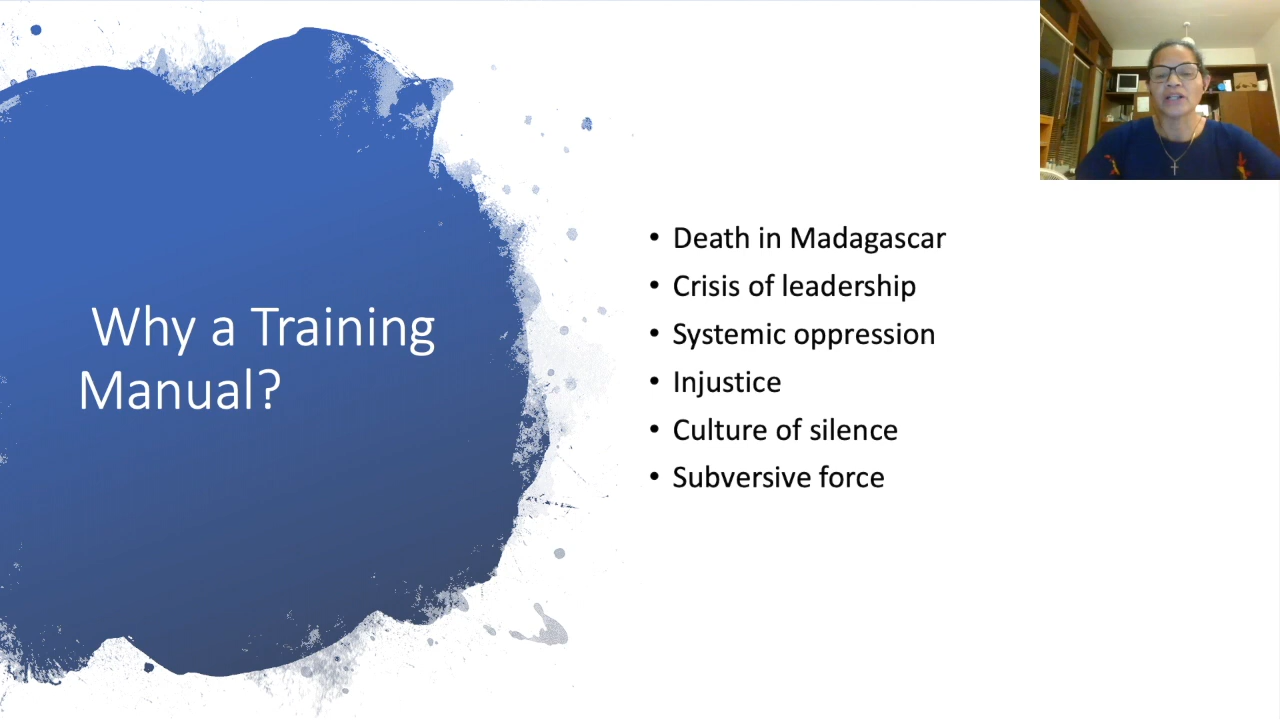 Why a Training
Manual?
• Death in Madagascar
• Crisis of leadership
• Systemic oppression
• Injustice
• Culture of silence
• Subversive force